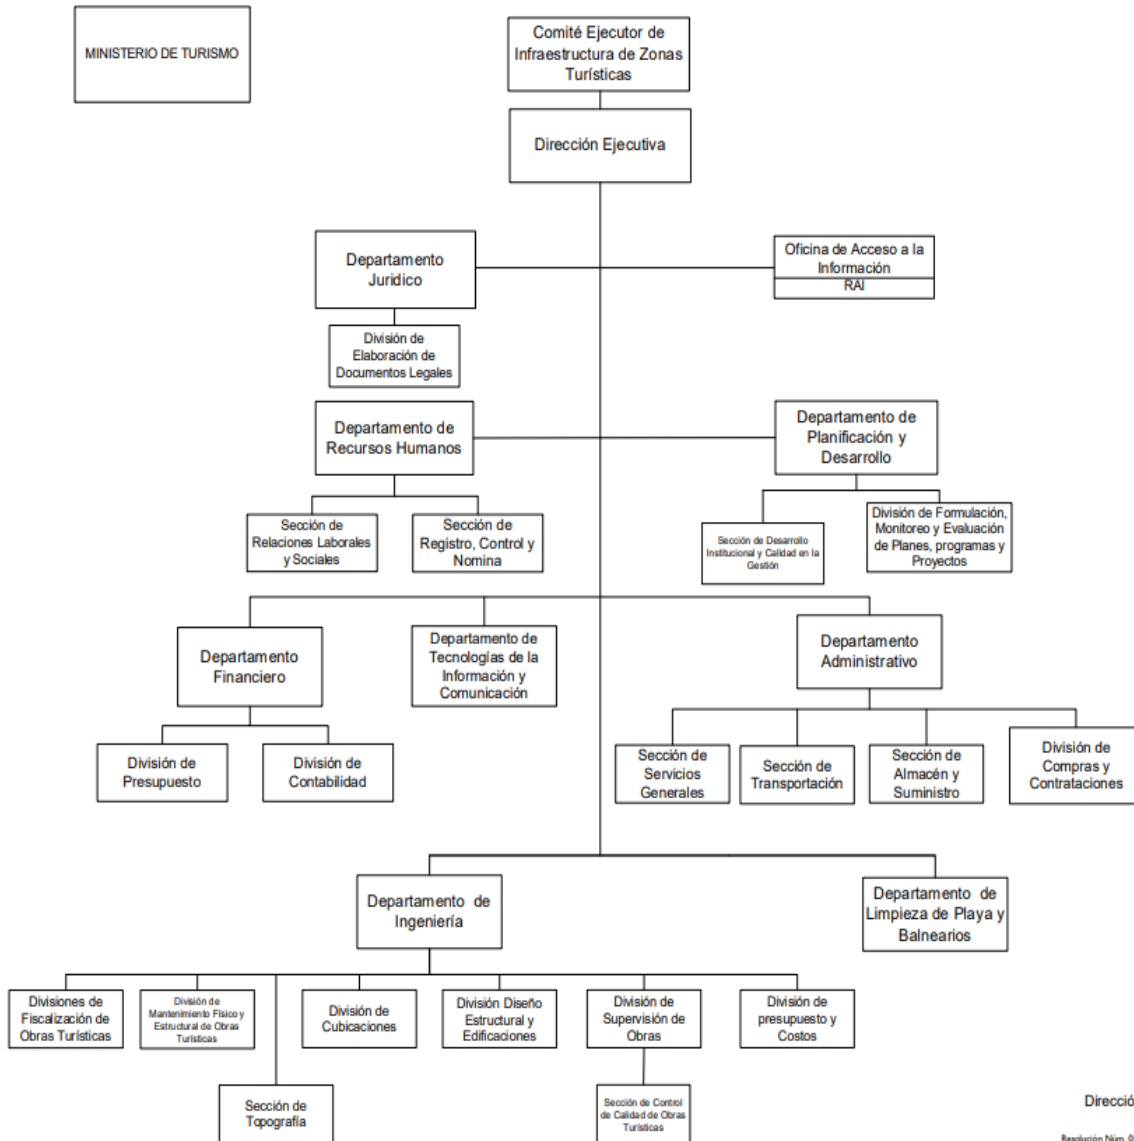 MINISTERIO DE TURISMO
Comité Ejecutor de
Infraestructura de Zonas
Turísticas
Dirección Ejecutiva
Departamento
Juridico
Oficina de Acceso a la
Información
RAI
División de
Elaboración de
Documentos Legales
Departamento de
Recursos Humanos
Departamento de
Planificación y
Desarrollo
Sección de
Relaciones Laborales
y Sociales
Sección de
Registro, Control y
Nomina
Sección de Desarrollo
Institucional y Calidad en la
Gestión
División de Formulación,
Monitoreo y Evaluación
de Planes, programas y
Proyectos
Departamento
Financiero
Departamento de
Tecnologías de la
Información y
Comunicación
Departamento
Administrativo
División de
Presupuesto
División de
Contabilidad
Sección de
Servicios
Generales
Sección de
Transportación
Sección de
Almacén y
Suministro
División de
Compras y
Contrataciones
Departamento de
Ingeniería
Departamento de
Limpieza de Playa y
Balnearios
Divisiones de
Fiscalización de
Obras Turísticas
División de
Mantenimiento Físico y
Estructural de Obras
Turísticas
División de
Cubicaciones
División Diseño
Estructural y
Edificaciones
División de
Supervisión de
Obras
División de
presupuesto y
Costos
Sección de
Topografía
Sección de Control
de Calidad de Obras
Turísticas
Direcció
Resolución Núm. 0